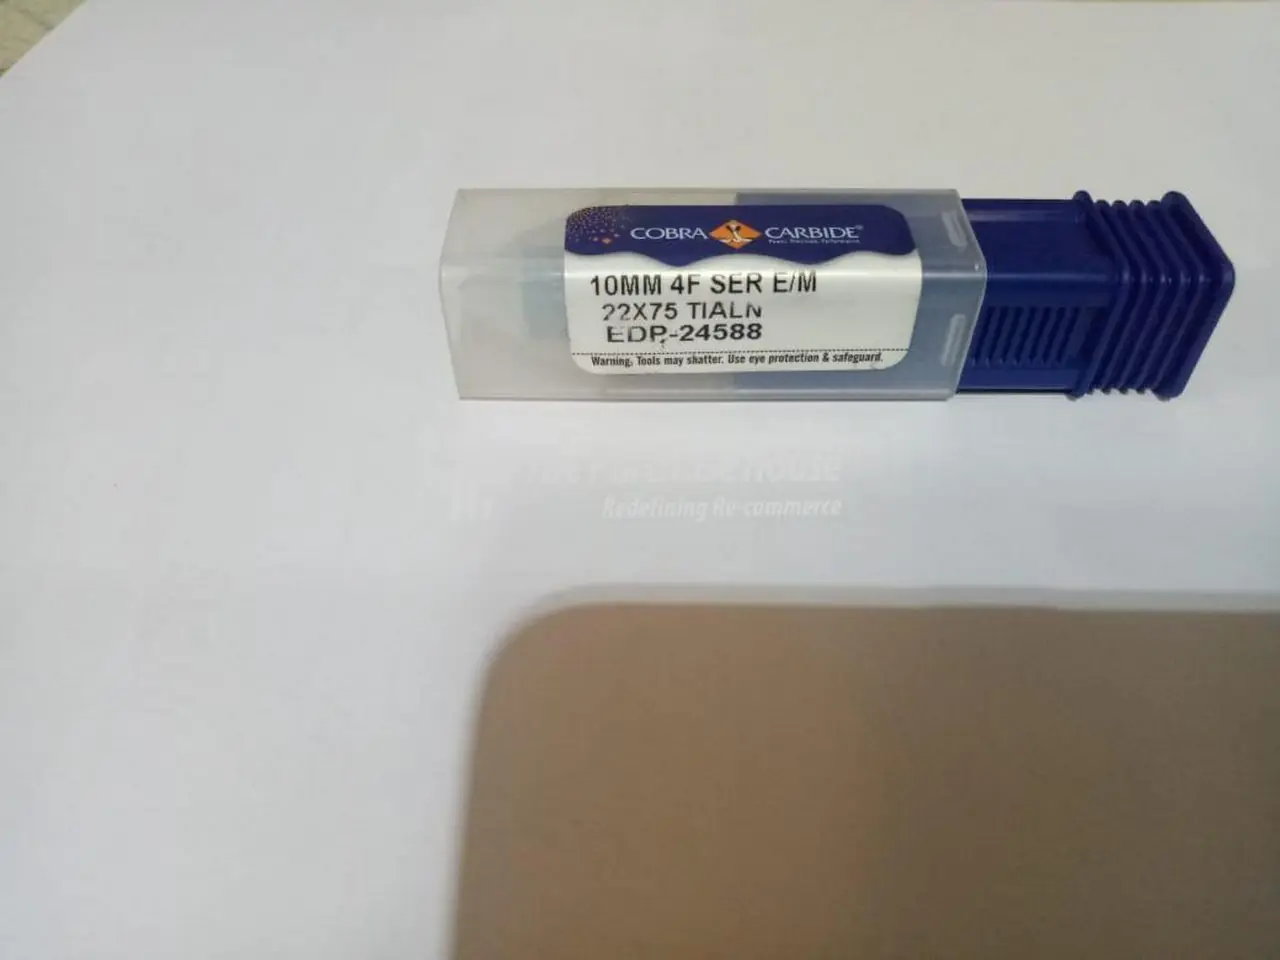 COBRA CARBIDE®
10MM 4F SER E/M
22X75 TIALN
EDP-24588
Warning: Tools may shatter. Use eye protection & safeguard.
House
Redefining Re-commerce